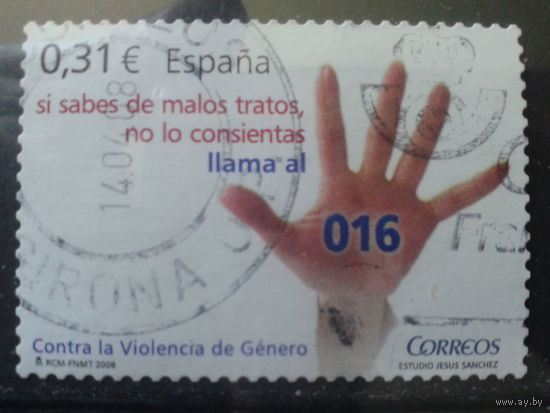 0,31 € España
si sabes de malos tratos,
no lo consientas
llama al
016
14.04.08
GIRONA
Contra la Violencia de Género
RCM-FNMT 2008
CORREOS
ESTUDIO JESUS SANCHEZ
www.ay.by